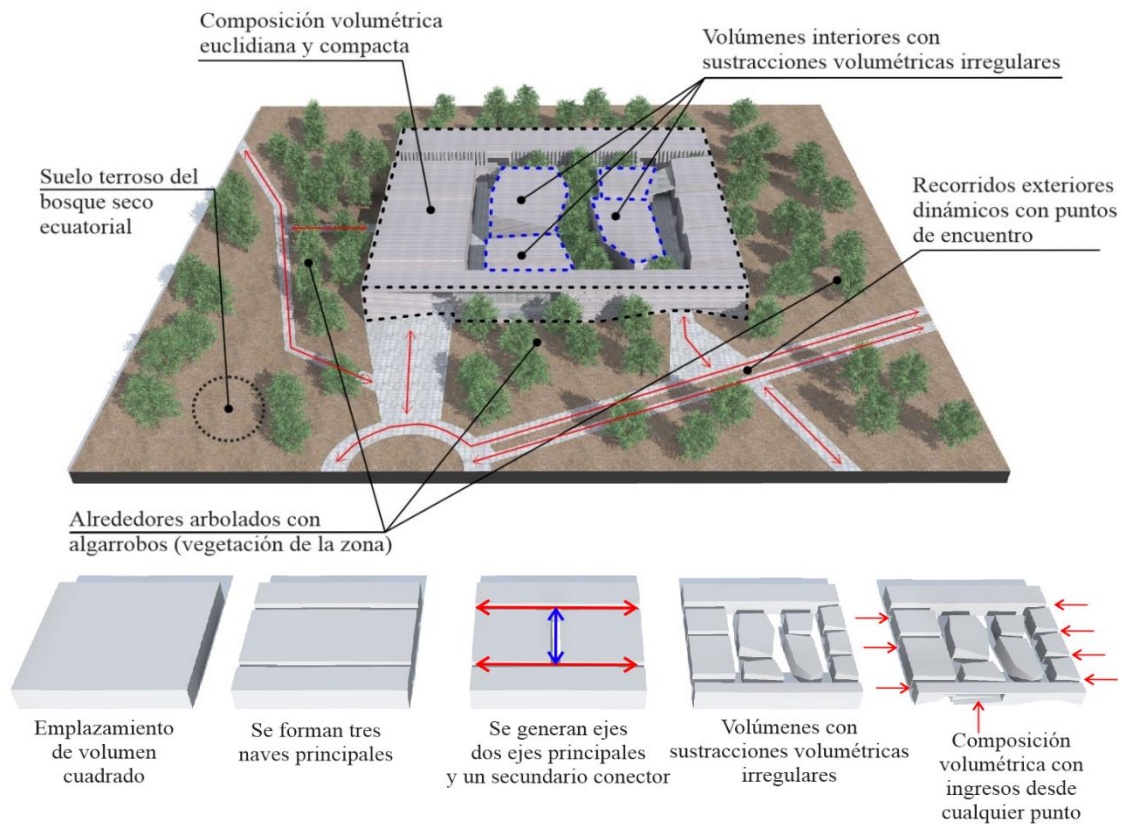 Composición volumétrica
euclidiana y compacta
Volúmenes interiores con
sustracciones volumétricas irregulares
Suelo terroso del
bosque seco
ecuatorial
Recorridos exteriores
dinámicos con puntos
de encuentro
Alrededores arbolados con
algarrobos (vegetación de la zona)
Emplazamiento
de volumen
cuadrado
Se forman tres
naves principales
Se generan ejes
dos ejes principales
y un secundario conector
Volúmenes con
sustracciones volumétricas
irregulares
Composición
volumétrica con
ingresos desde
cualquier punto